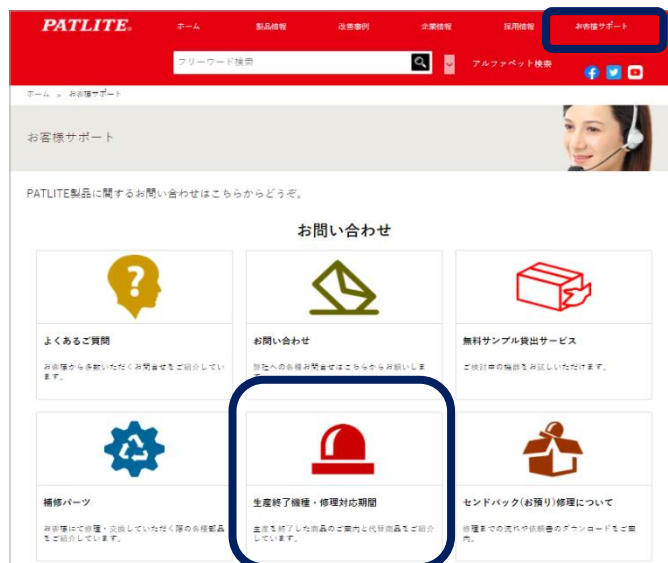 PATLITE®
ホーム
製品情報
改善事例
企業情報
採用情報
お客様サポート
フリーワード検索
アルファベット検索
ホーム > お客様サポート
お客様サポート
PATLITE製品に関するお問い合わせはこちらからどうぞ。
お問い合わせ
?
よくあるご質問
お客様から多数いただくお問合せをご紹介してい
ます。
お問い合わせ
弊社への各種お問合せはこちらからお願いしま
無料サンプル貸出サービス
ご検討中の機器をお試しいただけます。
補修パーツ
お客様にて修理・交換していただく際の各種部品
をご紹介しています。
生産終了機種・修理対応期間
生産を終了した商品のご案内と代替商品をご紹介
しています。
センドバック(お預り)修理について
修理までの流れや依頼書のダウンロードをご案
内。